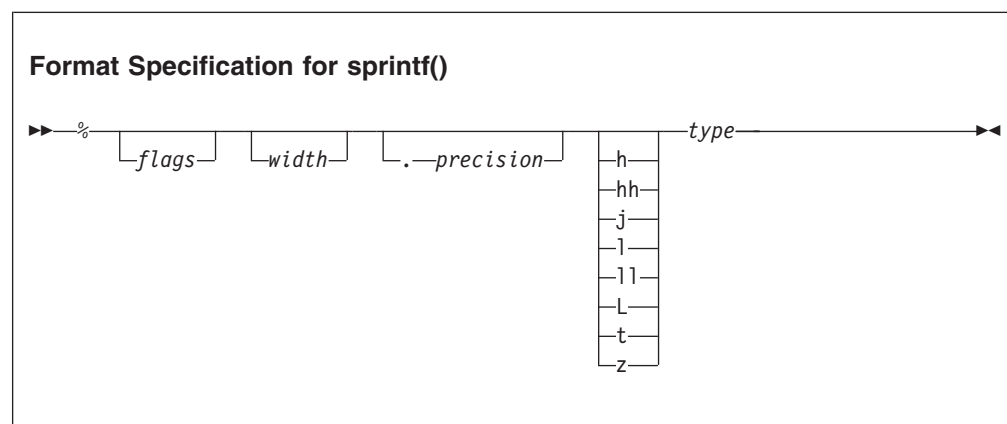 Format Specification for sprintf()
% flags width . precision h type
hh
j
l
ll
L
t
z